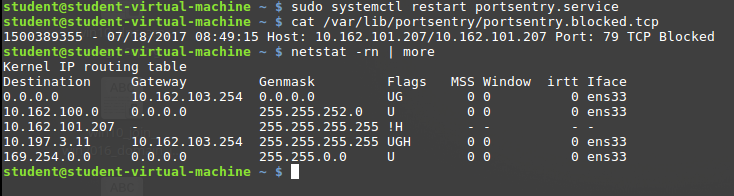 student@student-virtual-machine ~ $ sudo systemctl restart portsentry.service
student@student-virtual-machine ~ $ cat /var/lib/portsentry/portsentry.blocked.tcp
1500389355 - 07/18/2017 08:49:15 Host: 10.162.101.207/10.162.101.207 Port: 79 TCP Blocked
student@student-virtual-machine ~ $ netstat -rn | more
Kernel IP routing table
Destination     Gateway         Genmask         Flags   MSS Window  irtt Iface
0.0.0.0         10.162.103.254  0.0.0.0         UG        0 0          0 ens33
10.162.100.0    0.0.0.0         255.255.252.0   U         0 0          0 ens33
10.162.101.207  -               255.255.255.255 !H        - -          - -
10.197.3.11     10.162.103.254  255.255.255.255 UGH       0 0          0 ens33
169.254.0.0     0.0.0.0         255.255.0.0     U         0 0          0 ens33
student@student-virtual-machine ~ $